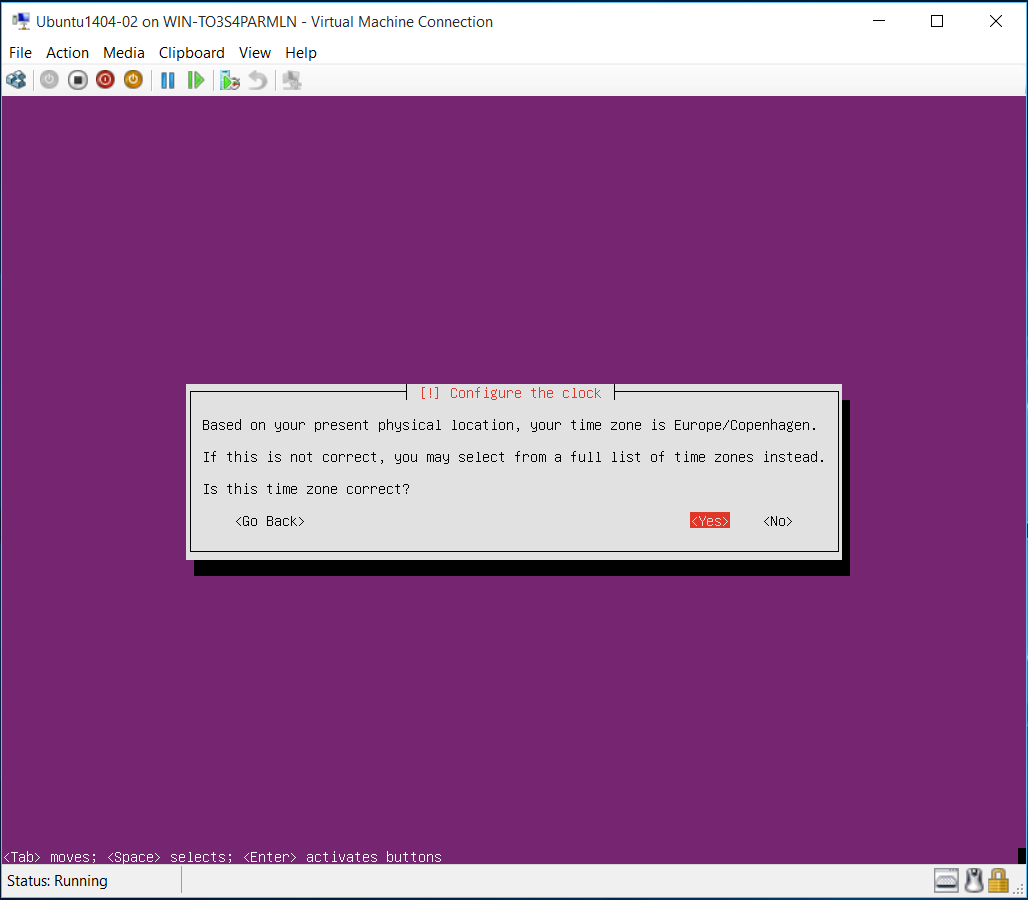 Ubuntu1404-02 on WIN-TO3S4PARMLN - Virtual Machine Connection
File Action Media Clipboard View Help
[!] Configure the clock
Based on your present physical location, your time zone is Europe/Copenhagen.
If this is not correct, you may select from a full list of time zones instead.
Is this time zone correct?
<Go Back> <Yes> <No>
<Tab> moves; <Space> selects; <Enter> activates buttons
Status: Running